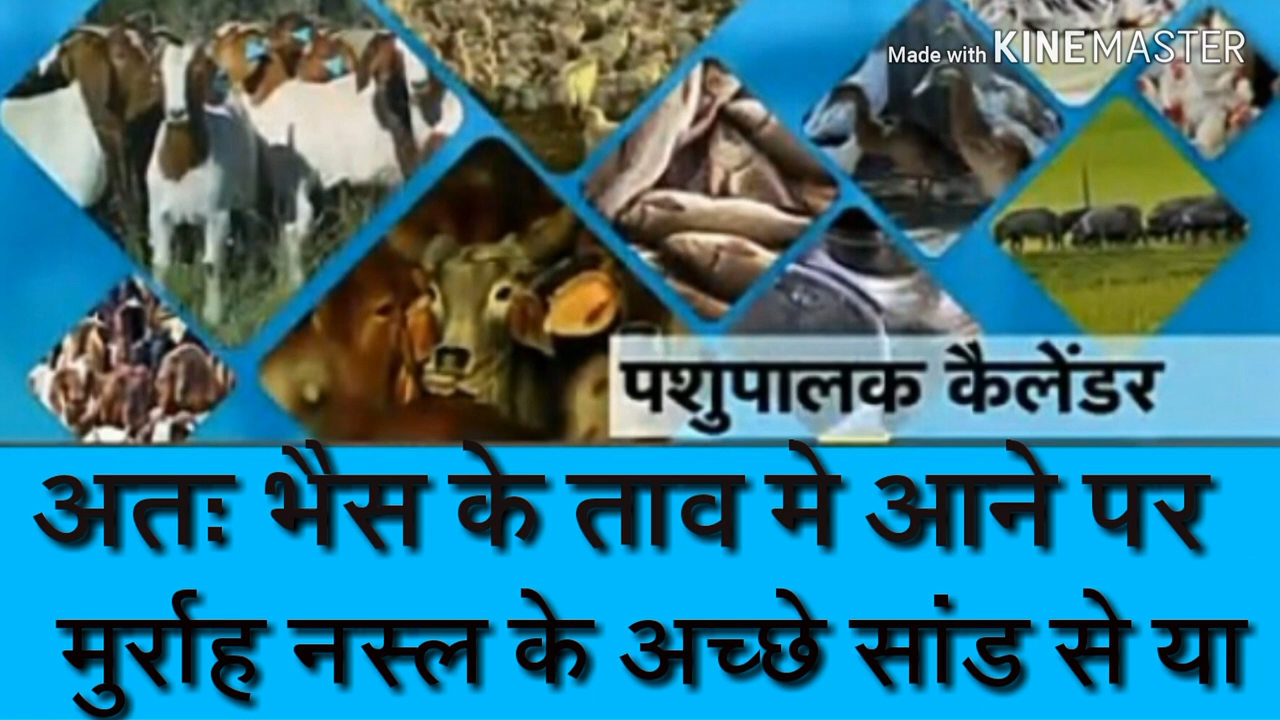 Made with KINEMASTER
पशुपालक कैलेंडर
अतः भैस के ताव मे आने पर
मुर्राह नस्ल के अच्छे सांड से या